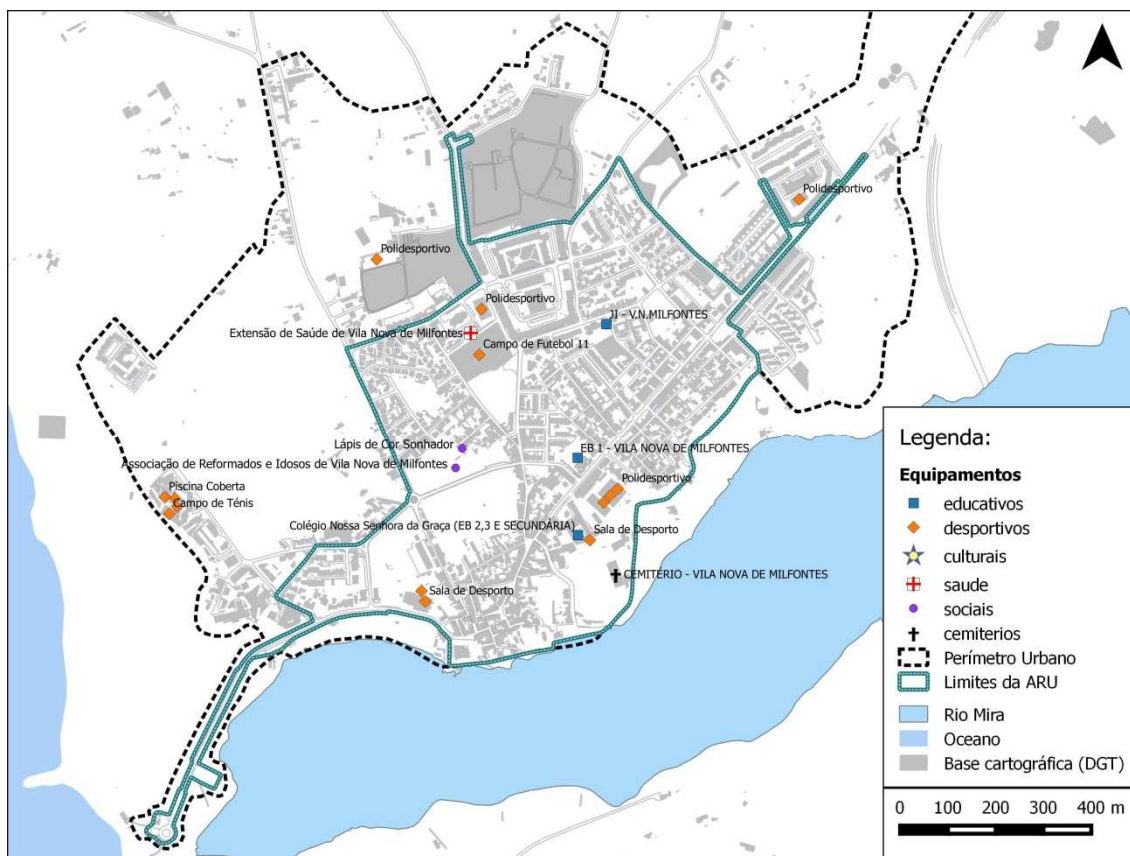 Polidesportivo
Polidesportivo
Polidesportivo
JI - V.N.MILFONTES
Extensão de Saúde de Vila Nova de Milfontes
Campo de Futebol 11
Lápis de Cor Sonhador
EB 1 - VILA NOVA DE MILFONTES
Associação de Reformados e Idosos de Vila Nova de Milfontes
Polidesportivo
Piscina Coberta
Campo de Ténis
Colégio Nossa Senhora da Graça (EB 2,3 E SECUNDÁRIA)
Sala de Desporto
CEMITÉRIO - VILA NOVA DE MILFONTES
Sala de Desporto
Legenda:
Equipamentos
educativos
desportivos
culturais
saude
sociais
cemiterios
Perímetro Urbano
Limites da ARU
Rio Mira
Oceano
Base cartográfica (DGT)
0 100 200 300 400 m